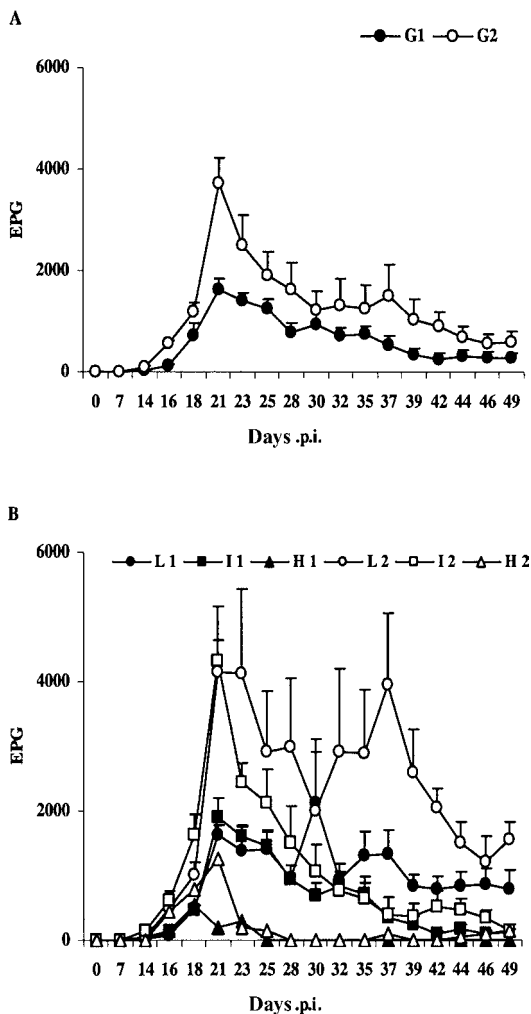 A
G1 G2
6000
4000
2000
0
EPG
0 7 14 16 18 21 23 25 28 30 32 35 37 39 42 44 46 49
Days .p.i.
B
L 1 I 1 H 1 L 2 I 2 H 2
6000
4000
2000
0
EPG
0 7 14 16 18 21 23 25 28 30 32 35 37 39 42 44 46 49
Days .p.i.